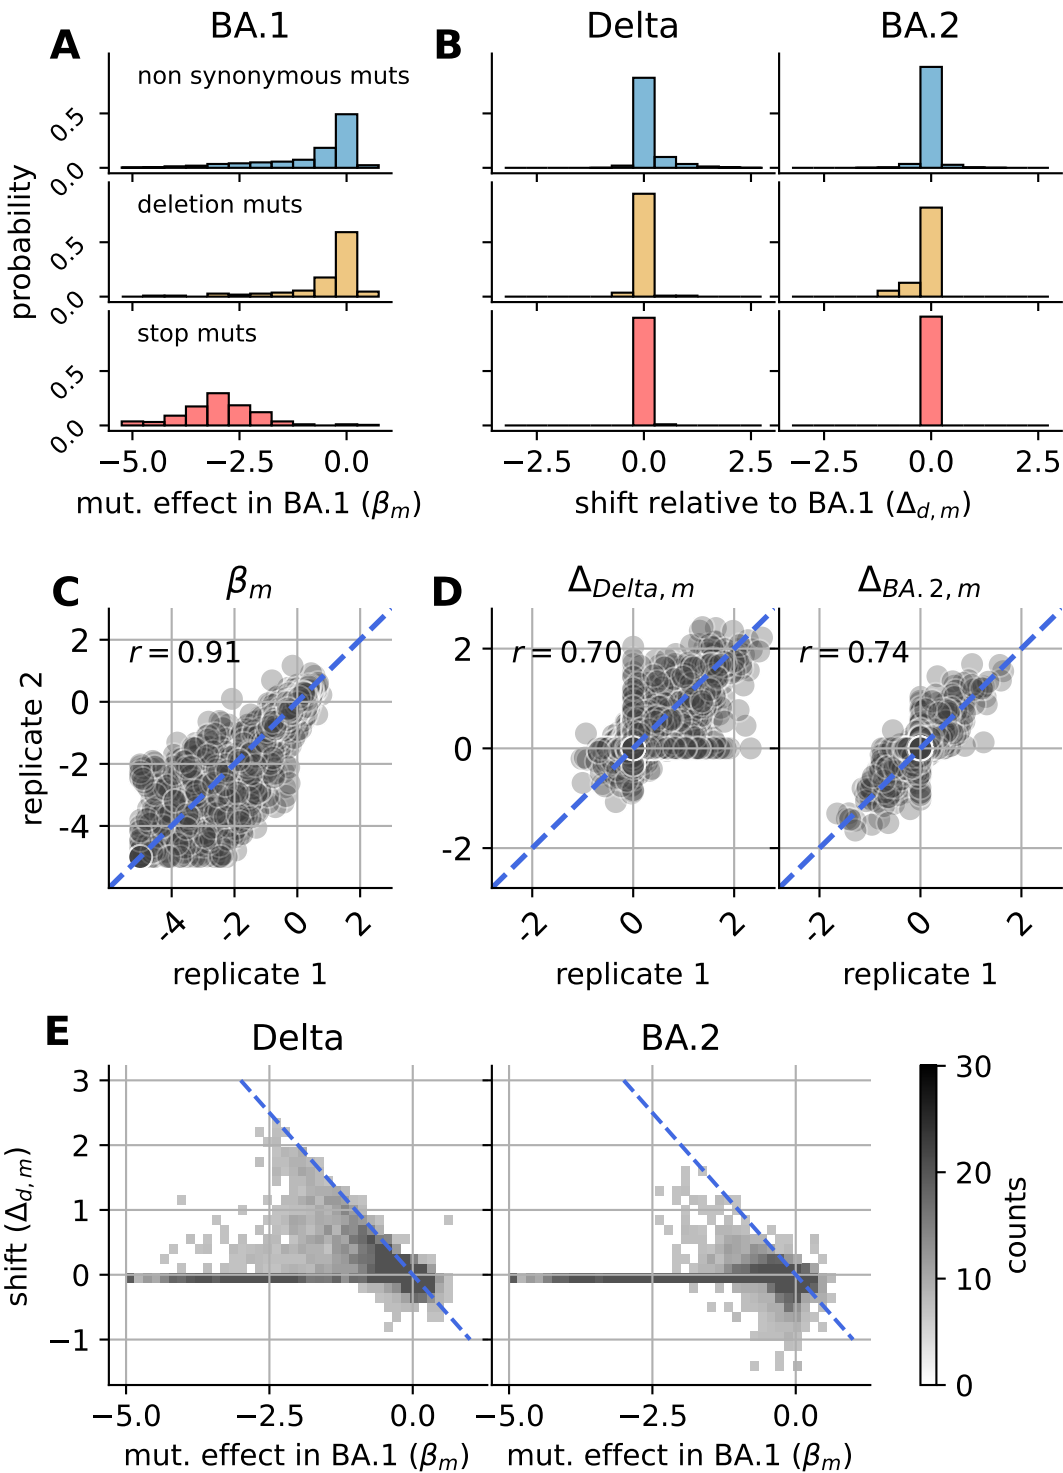 A
BA.1
B
Delta
BA.2
non synonymous muts
0.5
0.0
deletion muts
0.5
0.0
stop muts
0.5
0.0
probability
−5.0 −2.5 0.0
−2.5 0.0 2.5
−2.5 0.0 2.5
mut. effect in BA.1 (βm)
shift relative to BA.1 (Δd, m)
C
βm
D
ΔDelta, m
ΔBA. 2, m
r = 0.91
r = 0.70
r = 0.74
2
0
-2
-4
replicate 2
2
0
-2
-4 -2 0 2
-2 0 2
-2 0 2
replicate 1
replicate 1
replicate 1
E
Delta
BA.2
3
2
1
0
−1
shift (Δd, m)
30
20
10
0
counts
−5.0 −2.5 0.0
−5.0 −2.5 0.0
mut. effect in BA.1 (βm)
mut. effect in BA.1 (βm)